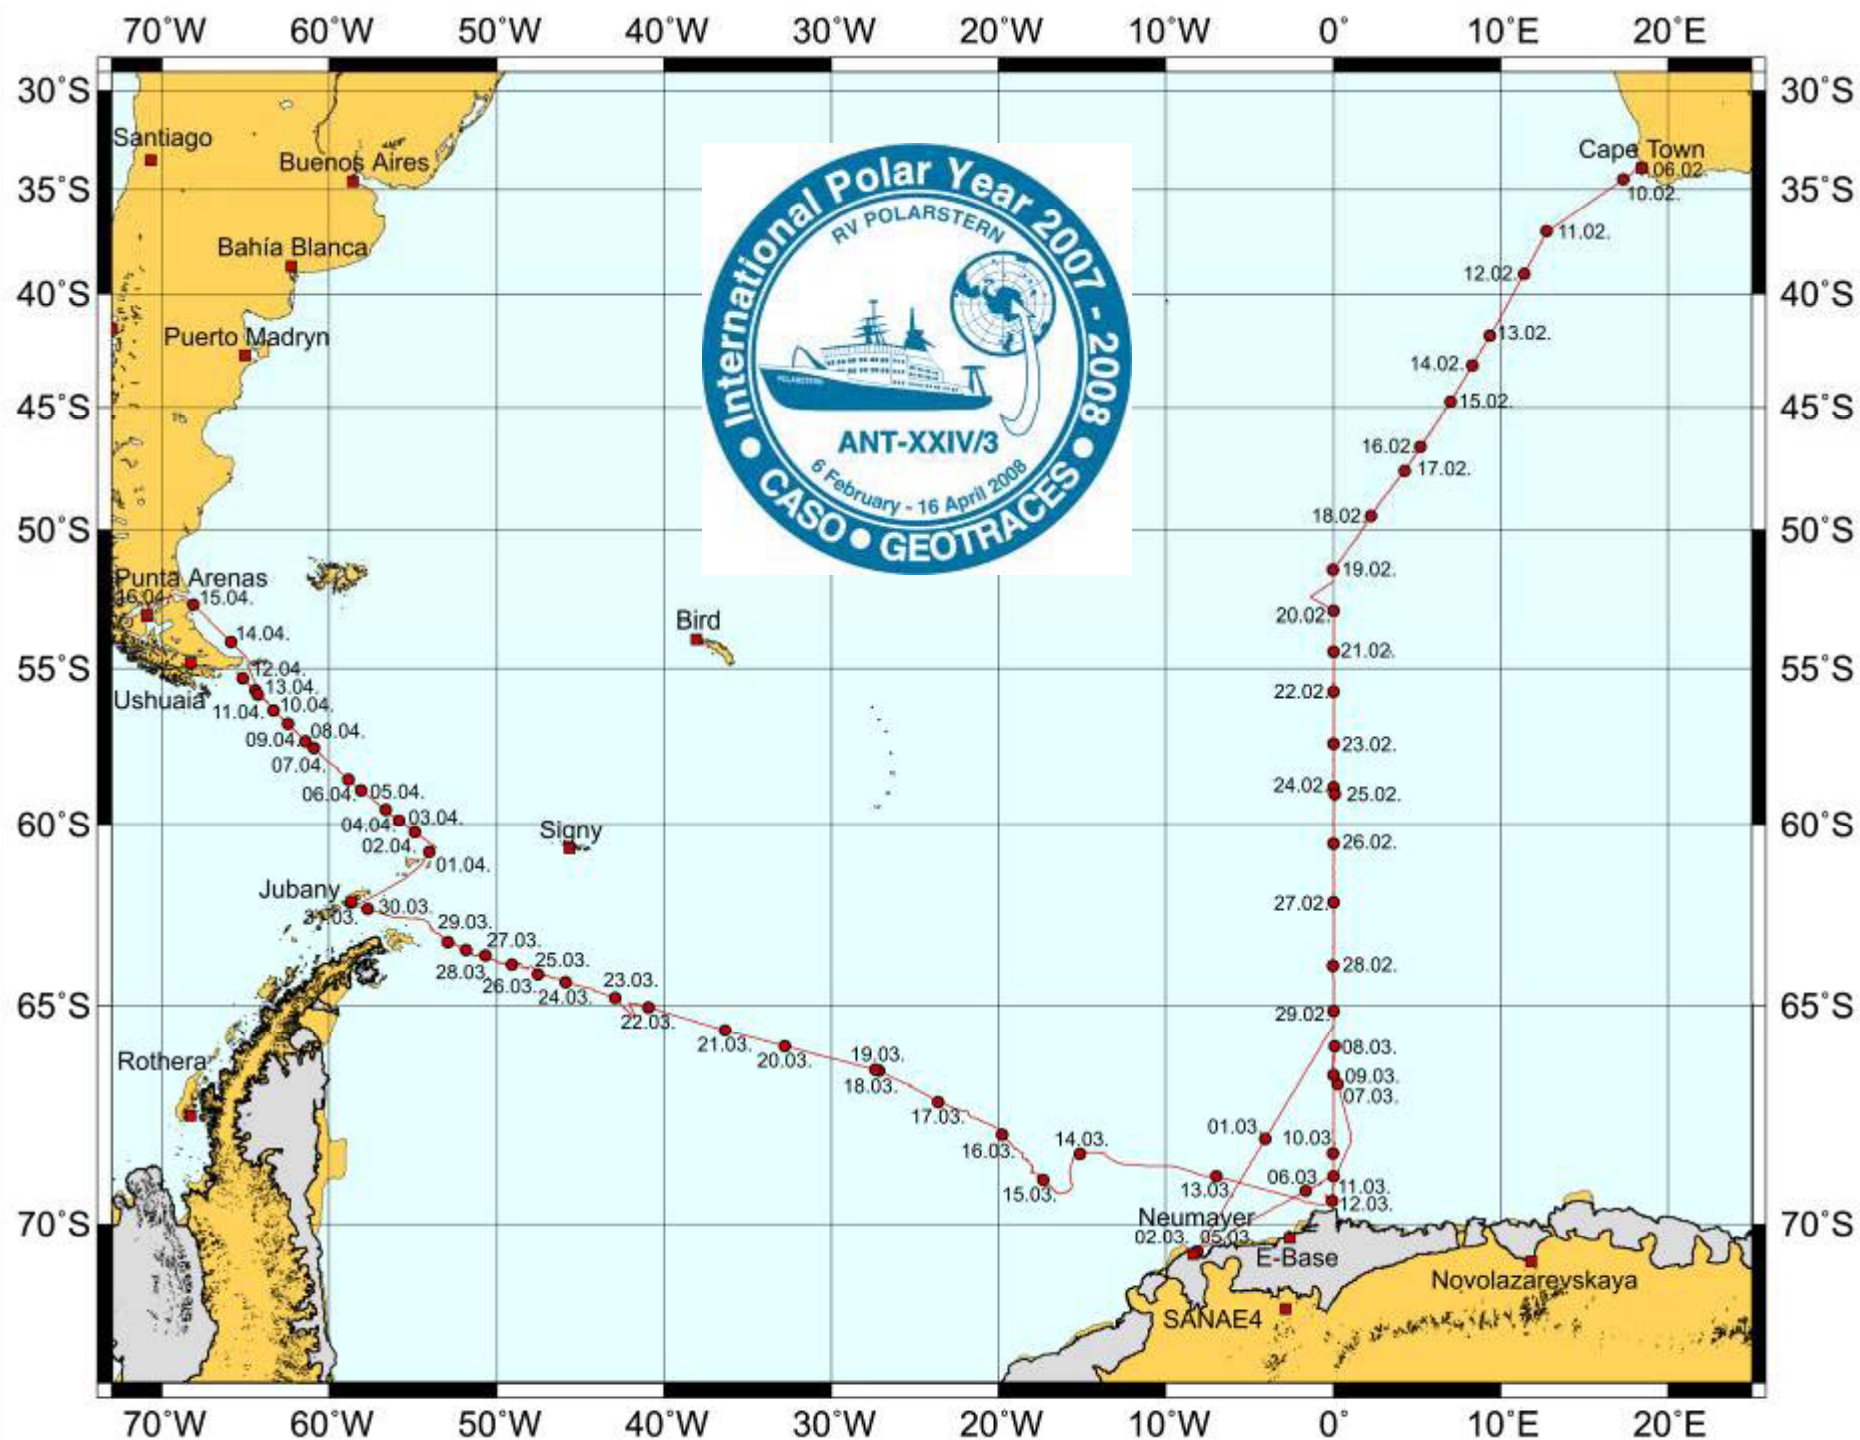 70°W 60°W 50°W 40°W 30°W 20°W 10°W 0° 10°E 20°E
30°S 30°S
Santiago
Buenos Aires
Cape Town
06.02.
35°S 35°S
10.02.
11.02.
Bahía Blanca
12.02.
40°S 40°S
Puerto Madryn
13.02.
14.02.
45°S 45°S
15.02.
16.02.
17.02.
18.02.
50°S 50°S
International Polar Year 2007 - 2008
RV POLARSTERN
POLARSTERN
ANT-XXIV/3
6 February - 16 April 2008
CASO • GEOTRACES
19.02.
Punta Arenas
16.04. 15.04.
20.02.
Bird
14.04.
21.02.
55°S 55°S
12.04.
13.04.
22.02.
Ushuaia
10.04.
11.04.
08.04.
09.04.
23.02.
07.04.
24.02.
06.04. 05.04.
25.02.
03.04.
04.04.
60°S 60°S
Signy
02.04.
26.02.
01.04.
Jubany
27.02.
31.03. 30.03.
29.03.
27.03.
25.03.
28.02.
28.03.
26.03.
23.03.
24.03.
65°S 65°S
29.02.
22.03.
21.03.
08.03.
19.03.
20.03.
Rothera
18.03.
09.03.
07.03.
17.03.
01.03. 10.03.
14.03.
16.03.
06.03.
13.03.
11.03.
15.03.
12.03.
Neumayer
70°S 70°S
02.03. 05.03.
E-Base
Novolazarevskaya
SANAE4
70°W 60°W 50°W 40°W 30°W 20°W 10°W 0° 10°E 20°E